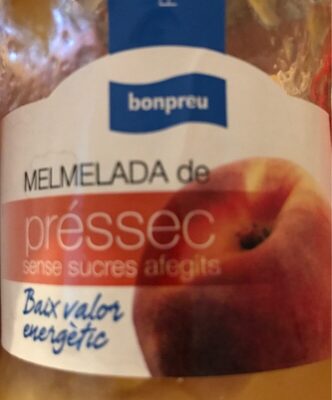 bonpreu
MELMELADA de
préssec
sense sucres afegits
Baix valor
energètic